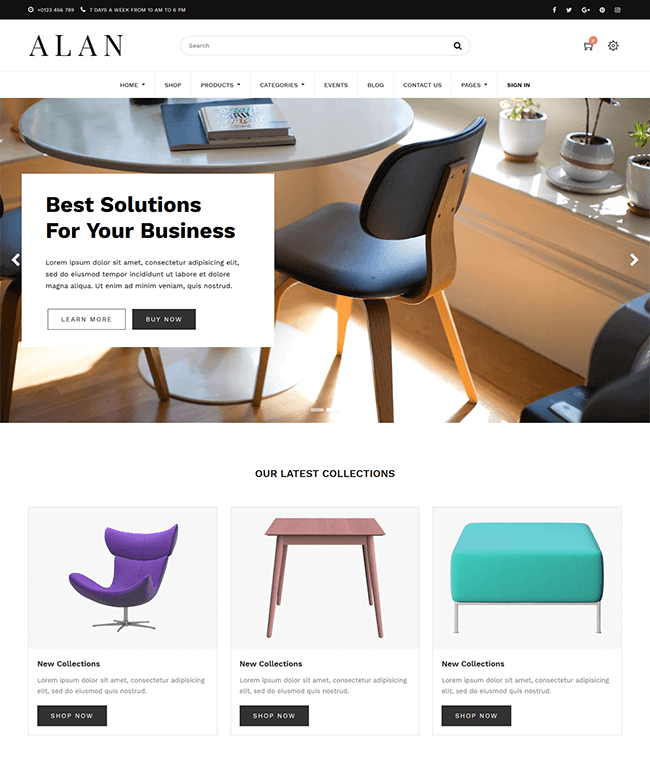 +0123 456 789 7 DAYS A WEEK FROM 10 AM TO 6 PM
ALAN
Search
0
HOME SHOP PRODUCTS CATEGORIES EVENTS BLOG CONTACT US PAGES SIGN IN
Best Solutions
For Your Business
Lorem ipsum dolor sit amet, consectetur adipisicing elit,
sed do eiusmod tempor incididunt ut labore et dolore
magna aliqua. Ut enim ad minim veniam, quis nostrud.
LEARN MORE BUY NOW
OUR LATEST COLLECTIONS
New Collections
Lorem ipsum dolor sit amet, consectetur adipisicing
elit, sed do eiusmod quis nostrud.
SHOP NOW
New Collections
Lorem ipsum dolor sit amet, consectetur adipisicing
elit, sed do eiusmod quis nostrud.
SHOP NOW
New Collections
Lorem ipsum dolor sit amet, consectetur adipisicing
elit, sed do eiusmod quis nostrud.
SHOP NOW